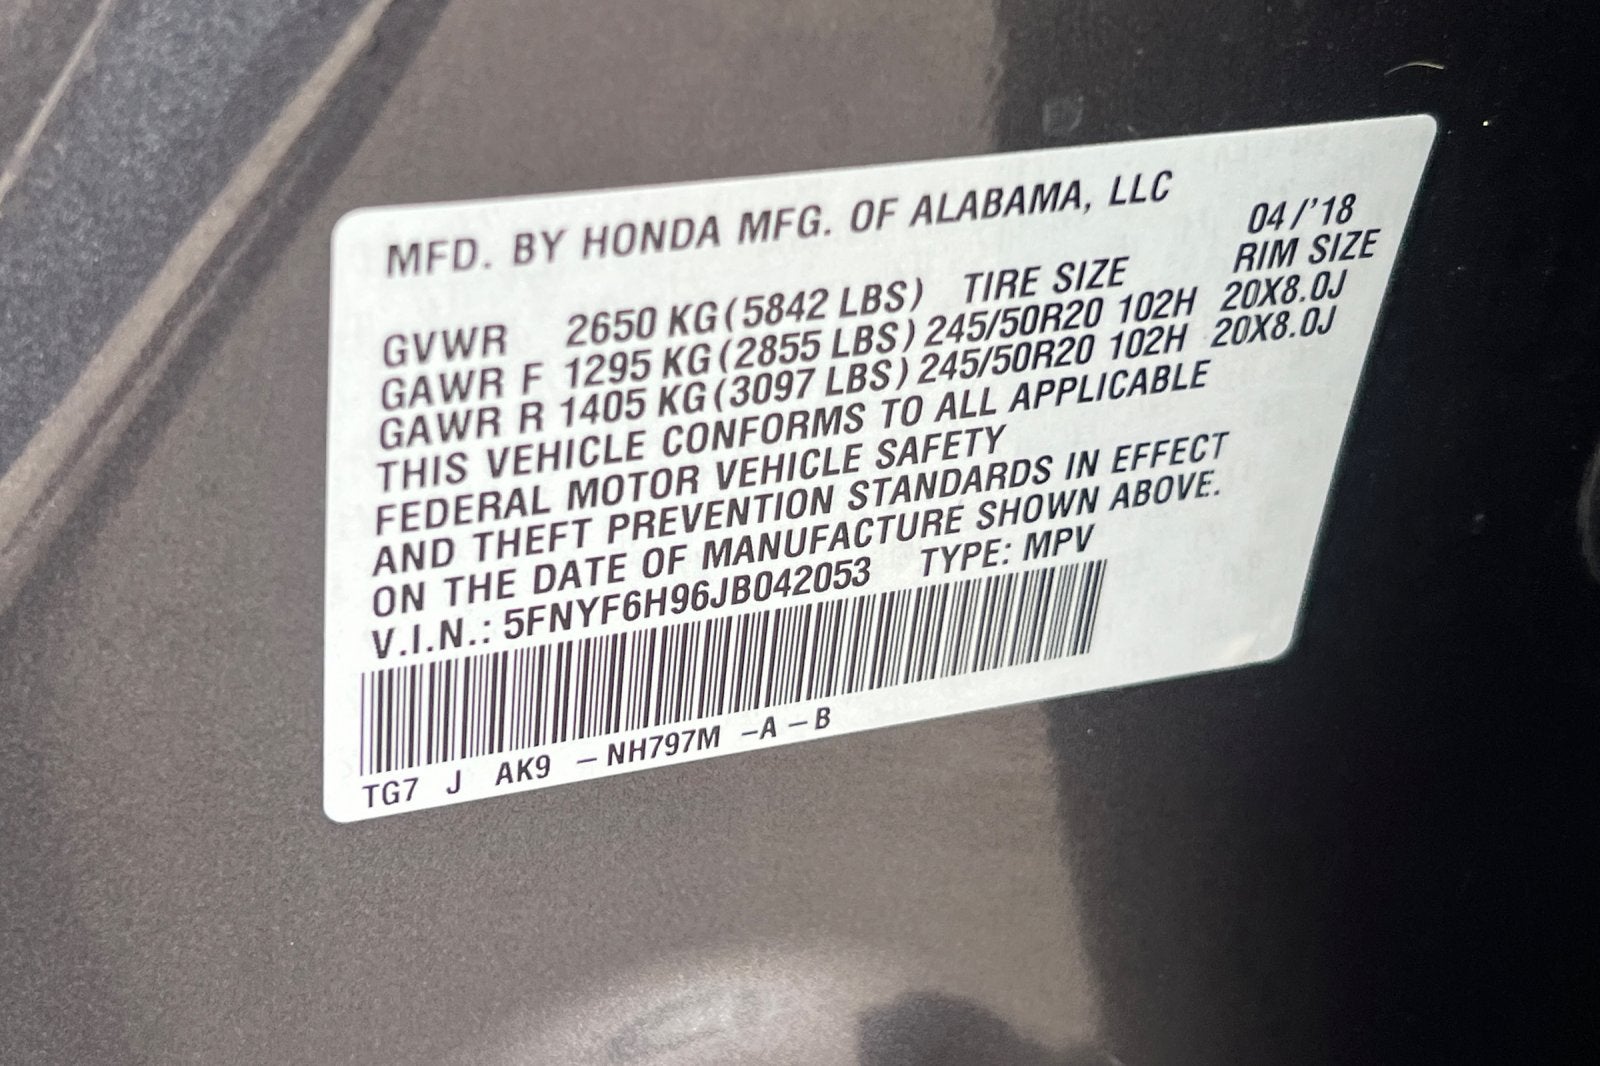 MFD. BY HONDA MFG. OF ALABAMA, LLC 04/'18
GVWR 2650 KG(5842 LBS) TIRE SIZE RIM SIZE
GAWR F 1295 KG(2855 LBS) 245/50R20 102H 20X8.0J
GAWR R 1405 KG(3097 LBS) 245/50R20 102H 20X8.0J
THIS VEHICLE CONFORMS TO ALL APPLICABLE
FEDERAL MOTOR VEHICLE SAFETY
AND THEFT PREVENTION STANDARDS IN EFFECT
ON THE DATE OF MANUFACTURE SHOWN ABOVE.
V.I.N.: 5FNYF6H96JB042053 TYPE: MPV
TG7 J AK9 – NH797M –A – B